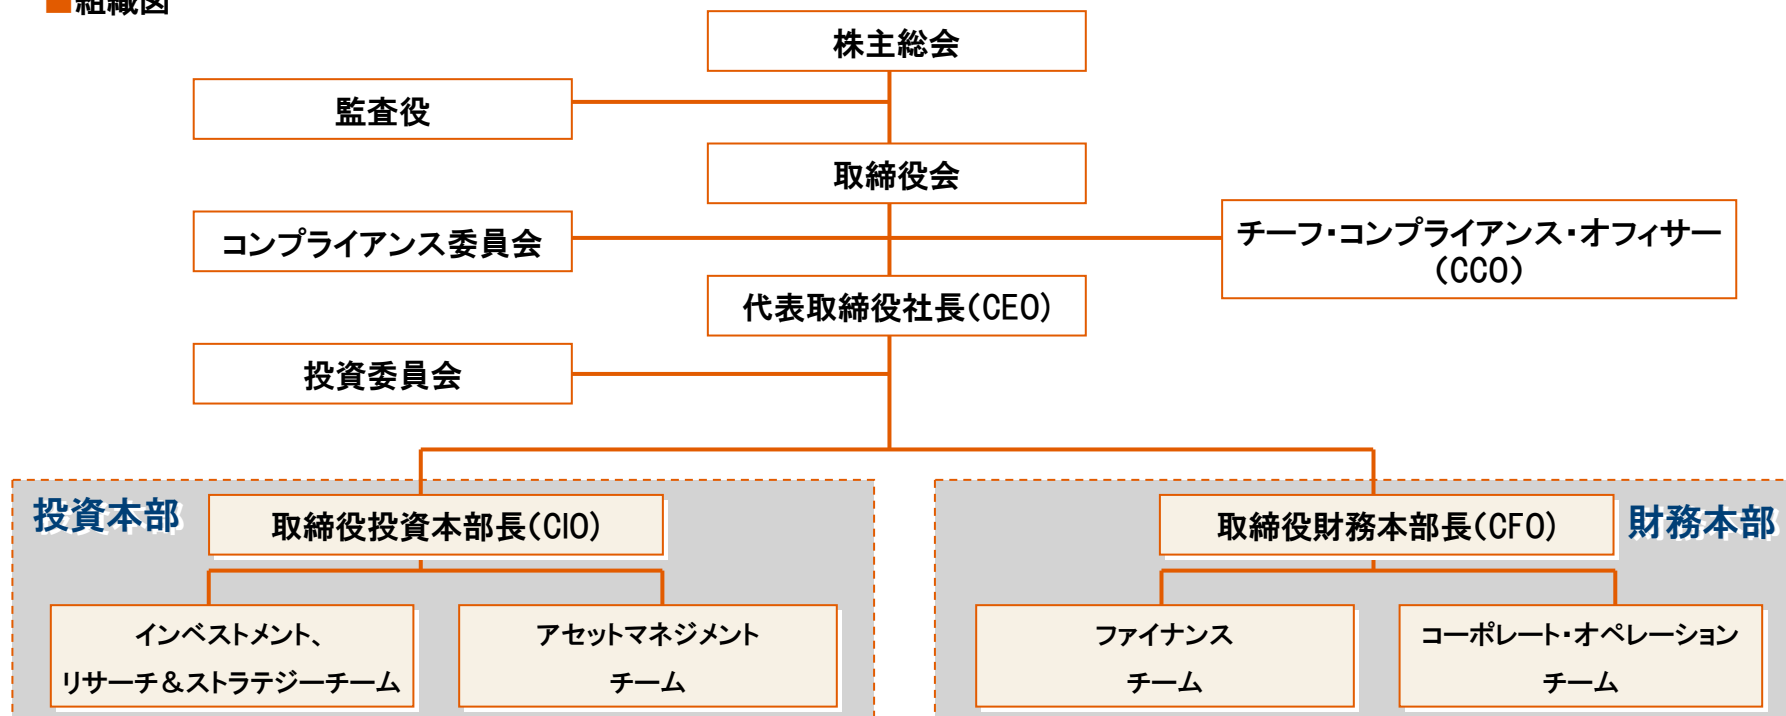 ■組織図
株主総会
監査役
取締役会
コンプライアンス委員会
チーフ・コンプライアンス・オフィサー
(CCO)
代表取締役社長(CEO)
投資委員会
投資本部
取締役投資本部長(CIO)
インベストメント、
リサーチ&ストラテジーチーム
アセットマネジメント
チーム
取締役財務本部長(CFO)
財務本部
ファイナンス
チーム
コーポレート・オペレーション
チーム